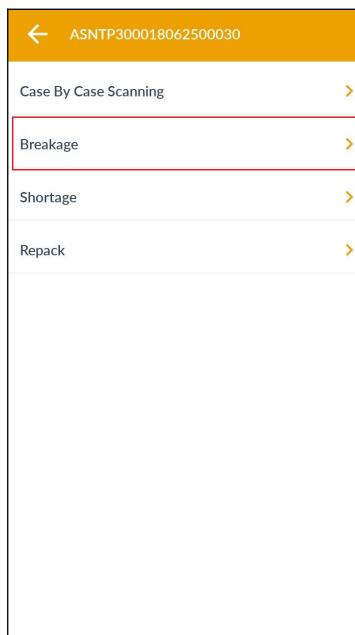 ASNTP300018062500030
Case By Case Scanning
Breakage
Shortage
Repack